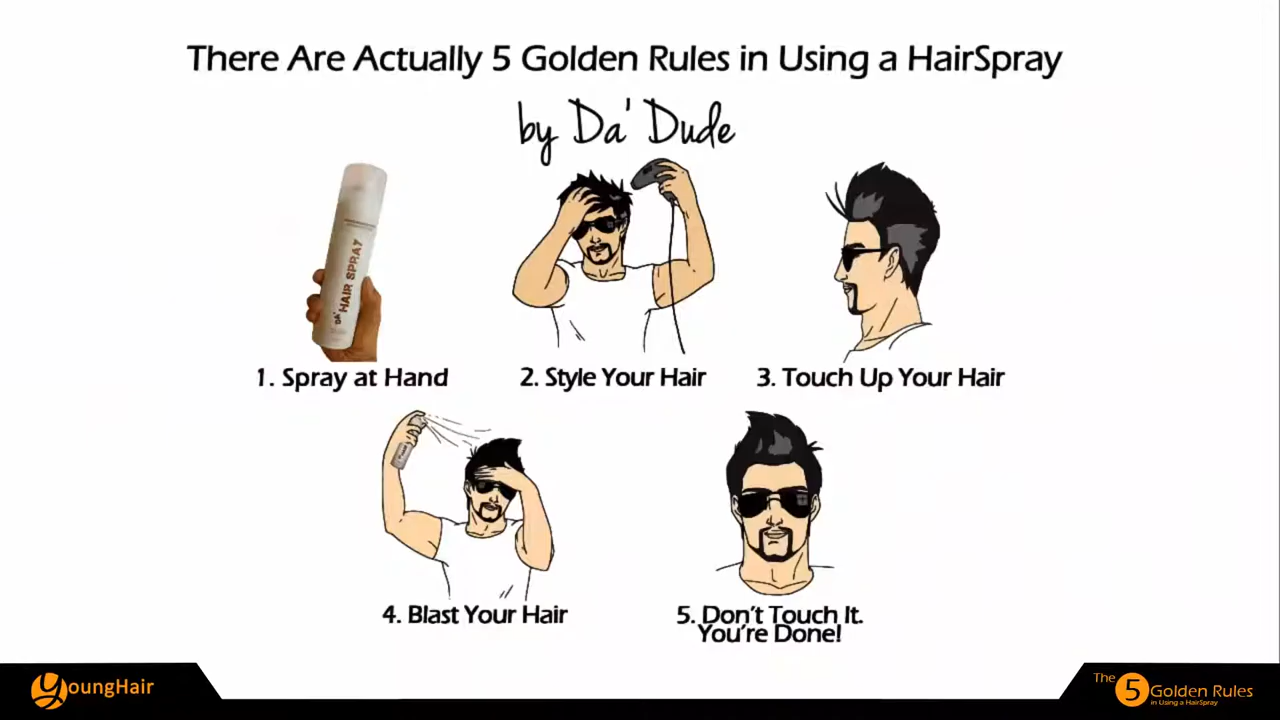 There Are Actually 5 Golden Rules in Using a HairSpray
by Da' Dude
DA' HAIR SPRAY
1. Spray at Hand
2. Style Your Hair
3. Touch Up Your Hair
4. Blast Your Hair
5. Don't Touch It.
You're Done!
YoungHair
The 5 Golden Rules
in Using a HairSpray